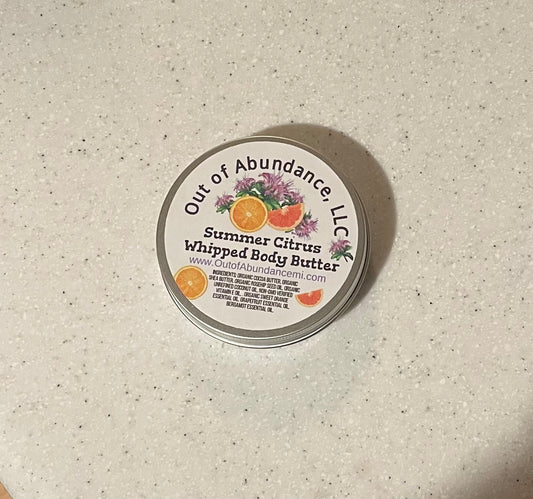 Out of Abundance, LLC
Summer Citrus
Whipped Body Butter
www.OutofAbundancemi.com
INGREDIENTS: ORGANIC COCOA BUTTER, ORGANIC
SHEA BUTTER, ORGANIC ROSEHIP SEED OIL, ORGANIC
UNREFINED COCONUT OIL, NON-GMO VERIFIED
VITAMIN E OIL, ORGANIC SWEET ORANGE
ESSENTIAL OIL, GRAPEFRUIT ESSENTIAL OIL,
BERGAMOT ESSENTIAL OIL